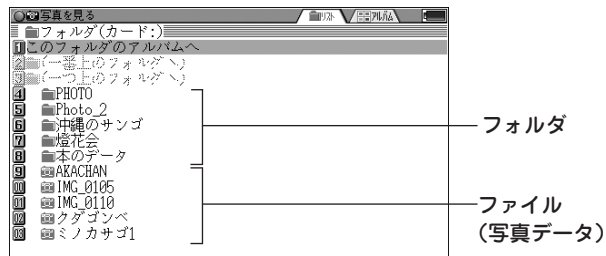 写真を見る
リスト
アルバム
フォルダ(カード:)
1このフォルダのアルバムへ
2(一番上のフォルダへ)
3(一つ上のフォルダへ)
4 PHOTO
5 Photo_2
6 沖縄のサンゴ
7 燈花会
8 本のデータ
9 AKACHAN
00 IMG_0105
01 IMG_0110
02 クダゴンベ
03 ミノカサゴ1
フォルダ
ファイル
(写真データ)